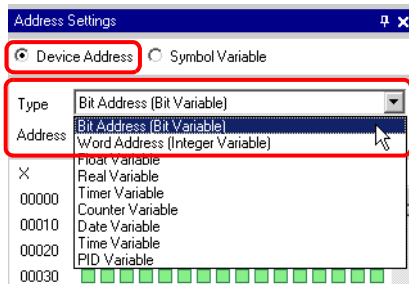 Address Settings
Device Address Symbol Variable
Type Bit Address (Bit Variable)
Address Bit Address (Bit Variable)
Word Address (Integer Variable)
Float Variable
X Real Variable
00000 Timer Variable
Counter Variable
00010 Date Variable
00020 Time Variable
PID Variable
00030